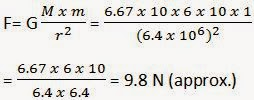 F= G M x m / r² = 6.67 x 10 x 6 x 10 x 1 / (6.4 x 10⁶)²
= 6.67 x 6 x 10 / 6.4 x 6.4 = 9.8 N (approx.)